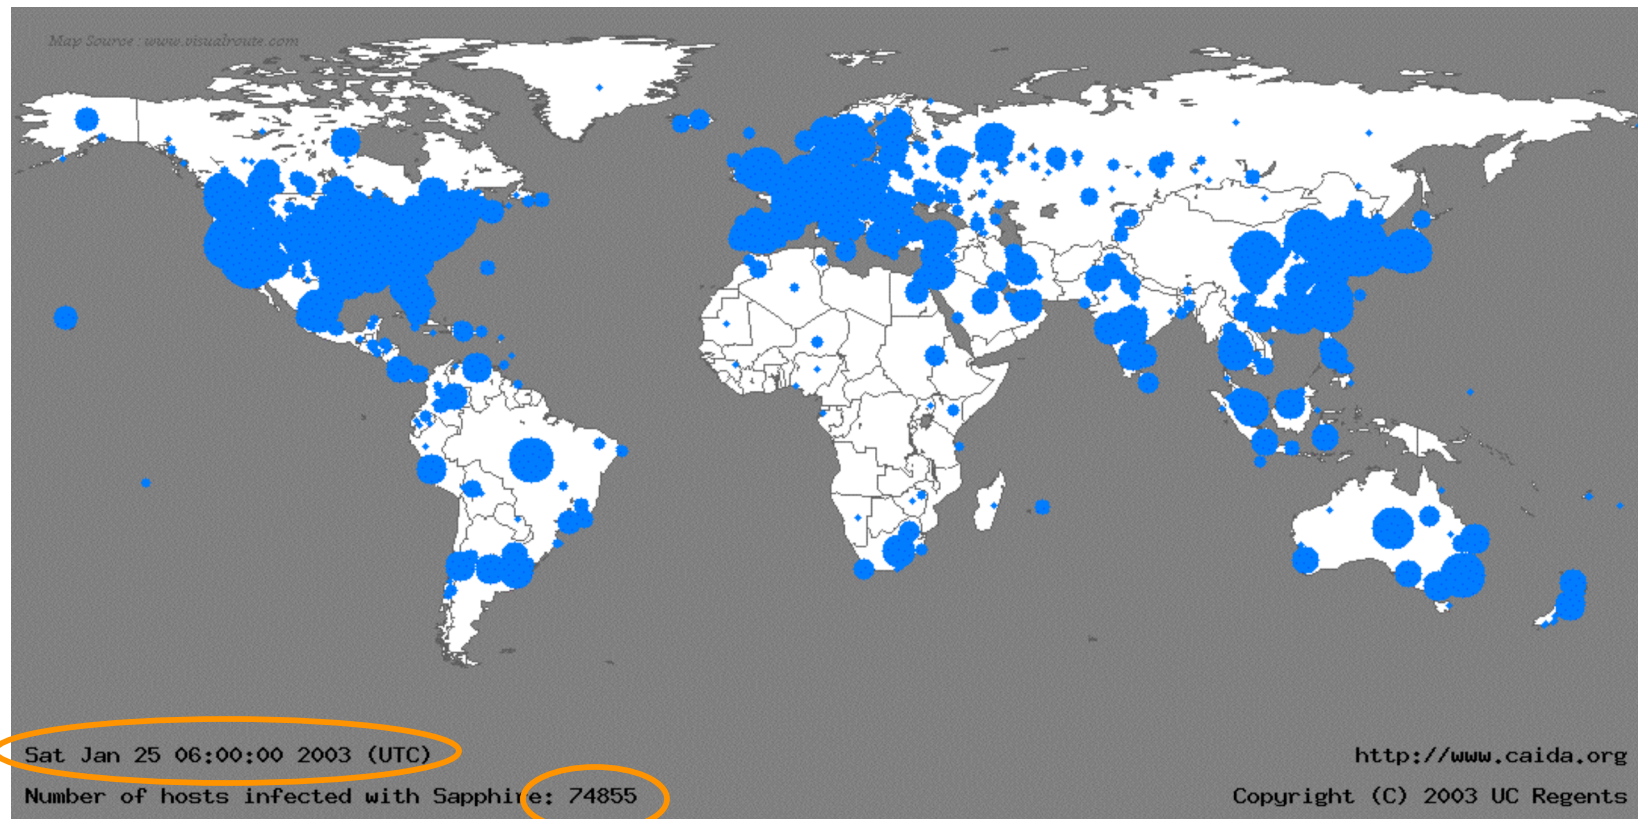 Map Source : www.visualroute.com
Sat Jan 25 06:00:00 2003 (UTC)
http://www.caida.org
Number of hosts infected with Sapphire: 74855
Copyright (C) 2003 UC Regents